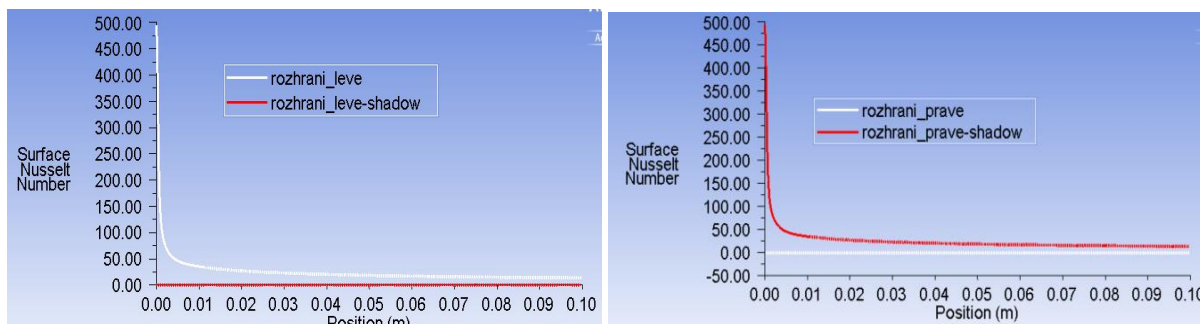 500.00
450.00
400.00
350.00
300.00
250.00
200.00
150.00
100.00
50.00
0.00
Surface
Nusselt
Number
rozhrani_leve
rozhrani_leve-shadow
0.00 0.01 0.02 0.03 0.04 0.05 0.06 0.07 0.08 0.09 0.10
Position (m)
500.00
450.00
400.00
350.00
300.00
250.00
200.00
150.00
100.00
50.00
0.00
-50.00
Surface
Nusselt
Number
rozhrani_prave
rozhrani_prave-shadow
0.00 0.01 0.02 0.03 0.04 0.05 0.06 0.07 0.08 0.09 0.10
Position (m)